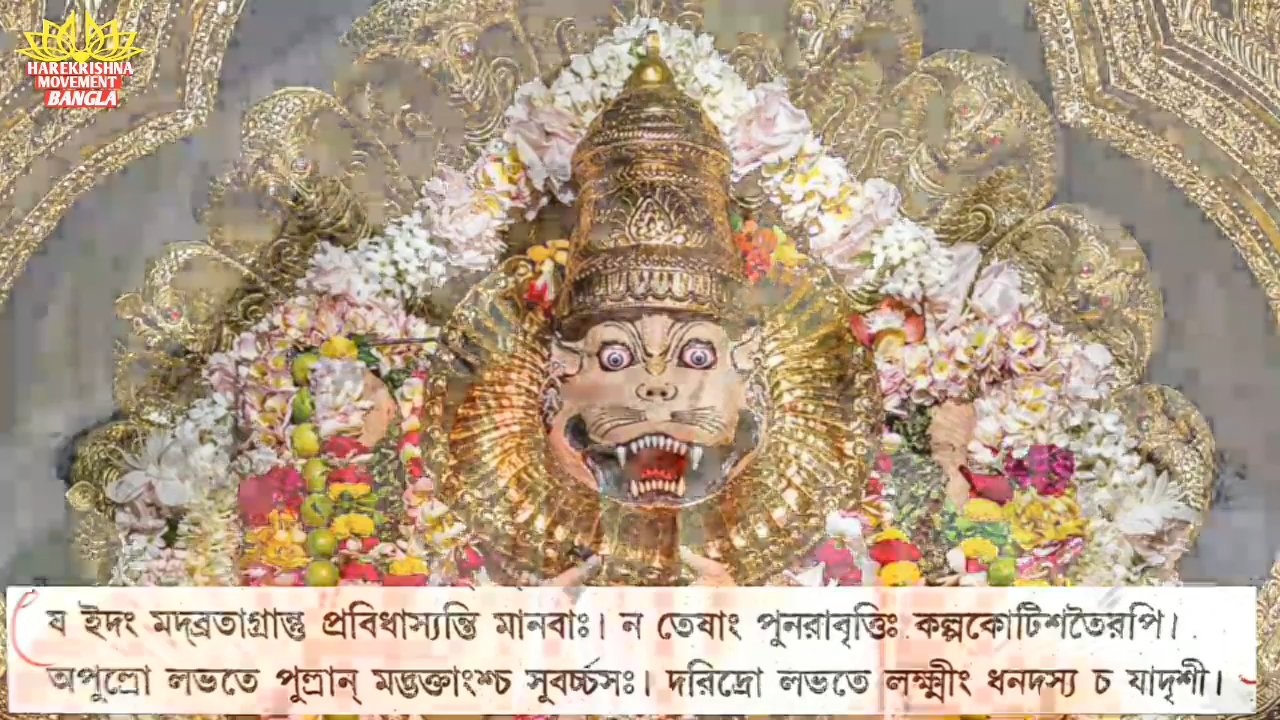 HAREKRISHNA
MOVEMENT
BANGLA
ষ ইদং মদ্ব্রতাগ্রান্তু প্রবিধাস্যন্তি মানবাঃ। ন তেষাং পুনরাবৃত্তিঃ কল্পকোটিশতৈরপি।
অপুত্রো লভতে পুত্রান্ মদ্ভক্তাংশ্চ সুবর্চ্চসঃ। দরিদ্রো লভতে লক্ষ্মীং ধনদস্য চ যাদৃশী।